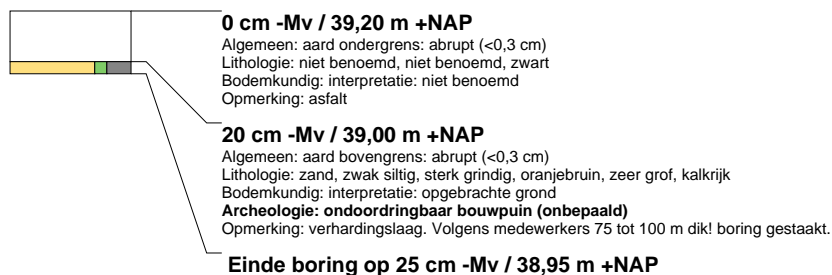 0 cm -Mv / 39,20 m +NAP
Algemeen: aard ondergrens: abrupt (<0,3 cm)
Lithologie: niet benoemd, niet benoemd, zwart
Bodemkundig: interpretatie: niet benoemd
Opmerking: asfalt
20 cm -Mv / 39,00 m +NAP
Algemeen: aard bovengrens: abrupt (<0,3 cm)
Lithologie: zand, zwak siltig, sterk grindig, oranjebruin, zeer grof, kalkrijk
Bodemkundig: interpretatie: opgebrachte grond
Archeologie: ondoordringbaar bouwpuin (onbepaald)
Opmerking: verhardingslaag. Volgens medewerkers 75 tot 100 m dik! boring gestaakt.
Einde boring op 25 cm -Mv / 38,95 m +NAP